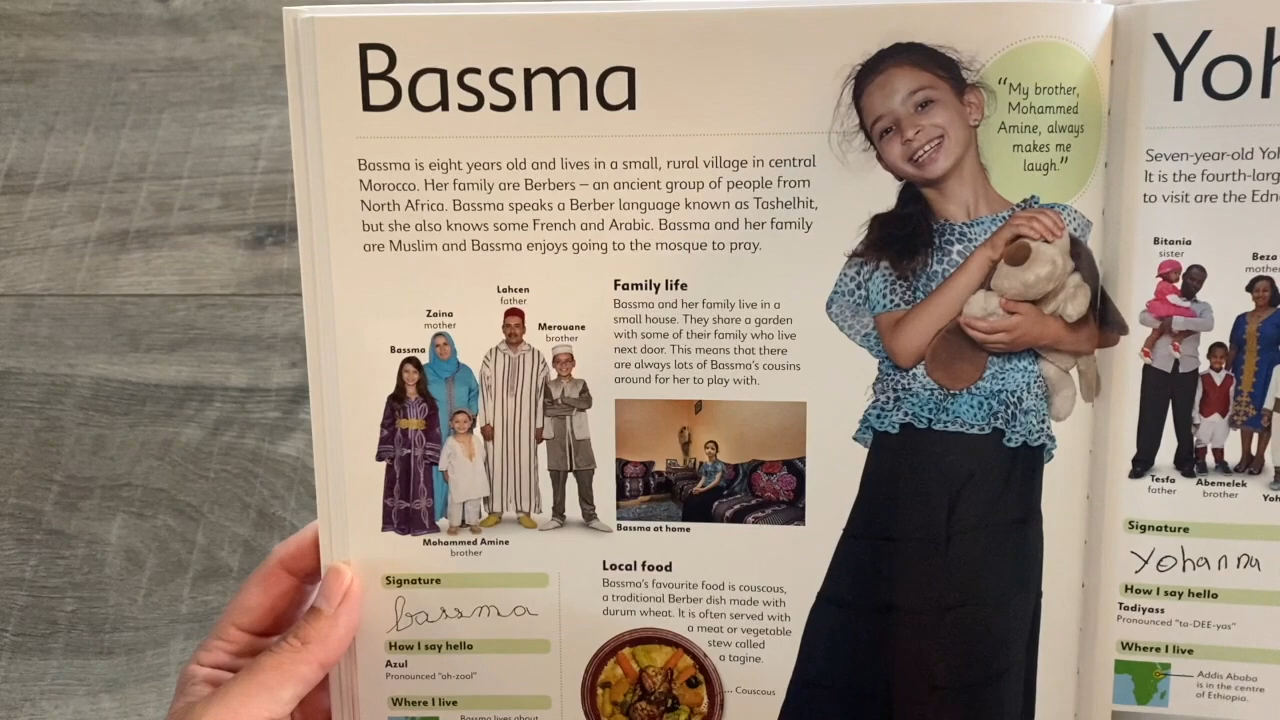 Bassma
"My brother,
Mohammed
Amine, always
makes me
laugh."
Bassma is eight years old and lives in a small, rural village in central
Morocco. Her family are Berbers – an ancient group of people from
North Africa. Bassma speaks a Berber language known as Tashelhit,
but she also knows some French and Arabic. Bassma and her family
are Muslim and Bassma enjoys going to the mosque to pray.
Lahcen
father
Zaina
mother
Merouane
brother
Bassma
Mohammed Amine
brother
Family life
Bassma and her family live in a
small house. They share a garden
with some of their family who live
next door. This means that there
are always lots of Bassma's cousins
around for her to play with.
Bassma at home
Signature
bassma
How I say hello
Azul
Pronounced "ah-zool"
Where I live
Bassma lives about
Local food
Bassma's favourite food is couscous,
a traditional Berber dish made with
durum wheat. It is often served with
a meat or vegetable
stew called
a tagine.
Couscous
Seven-year-old
It is the fourth-
to visit are the
Bitania
sister
Beza
mother
Tesfa
father
Abemelek
brother
Signature
Yohanna
How I say hello
Tadiyass
Pronounced "ta-DEE-yas"
Where I live
Addis Ababa
is in the centre
of Ethiopia.